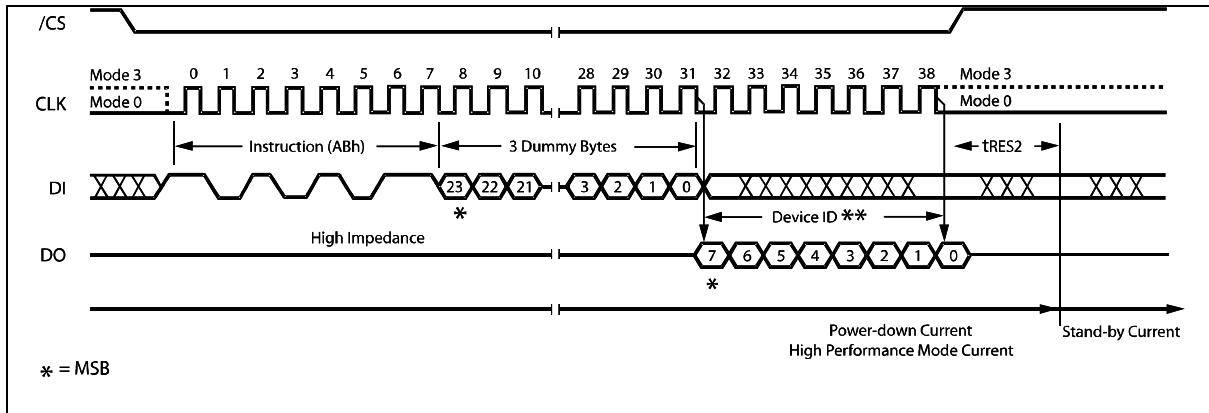 /CS
Mode 3 0 1 2 3 4 5 6 7 8 9 10 28 29 30 31 32 33 34 35 36 37 38 Mode 3
CLK Mode 0 Mode 0
Instruction (ABh) 3 Dummy Bytes tRES2
DI 23 22 21 3 2 1 0
* Device ID **
High Impedance
DO 7 6 5 4 3 2 1 0
*
Power-down Current Stand-by Current
High Performance Mode Current
* = MSB